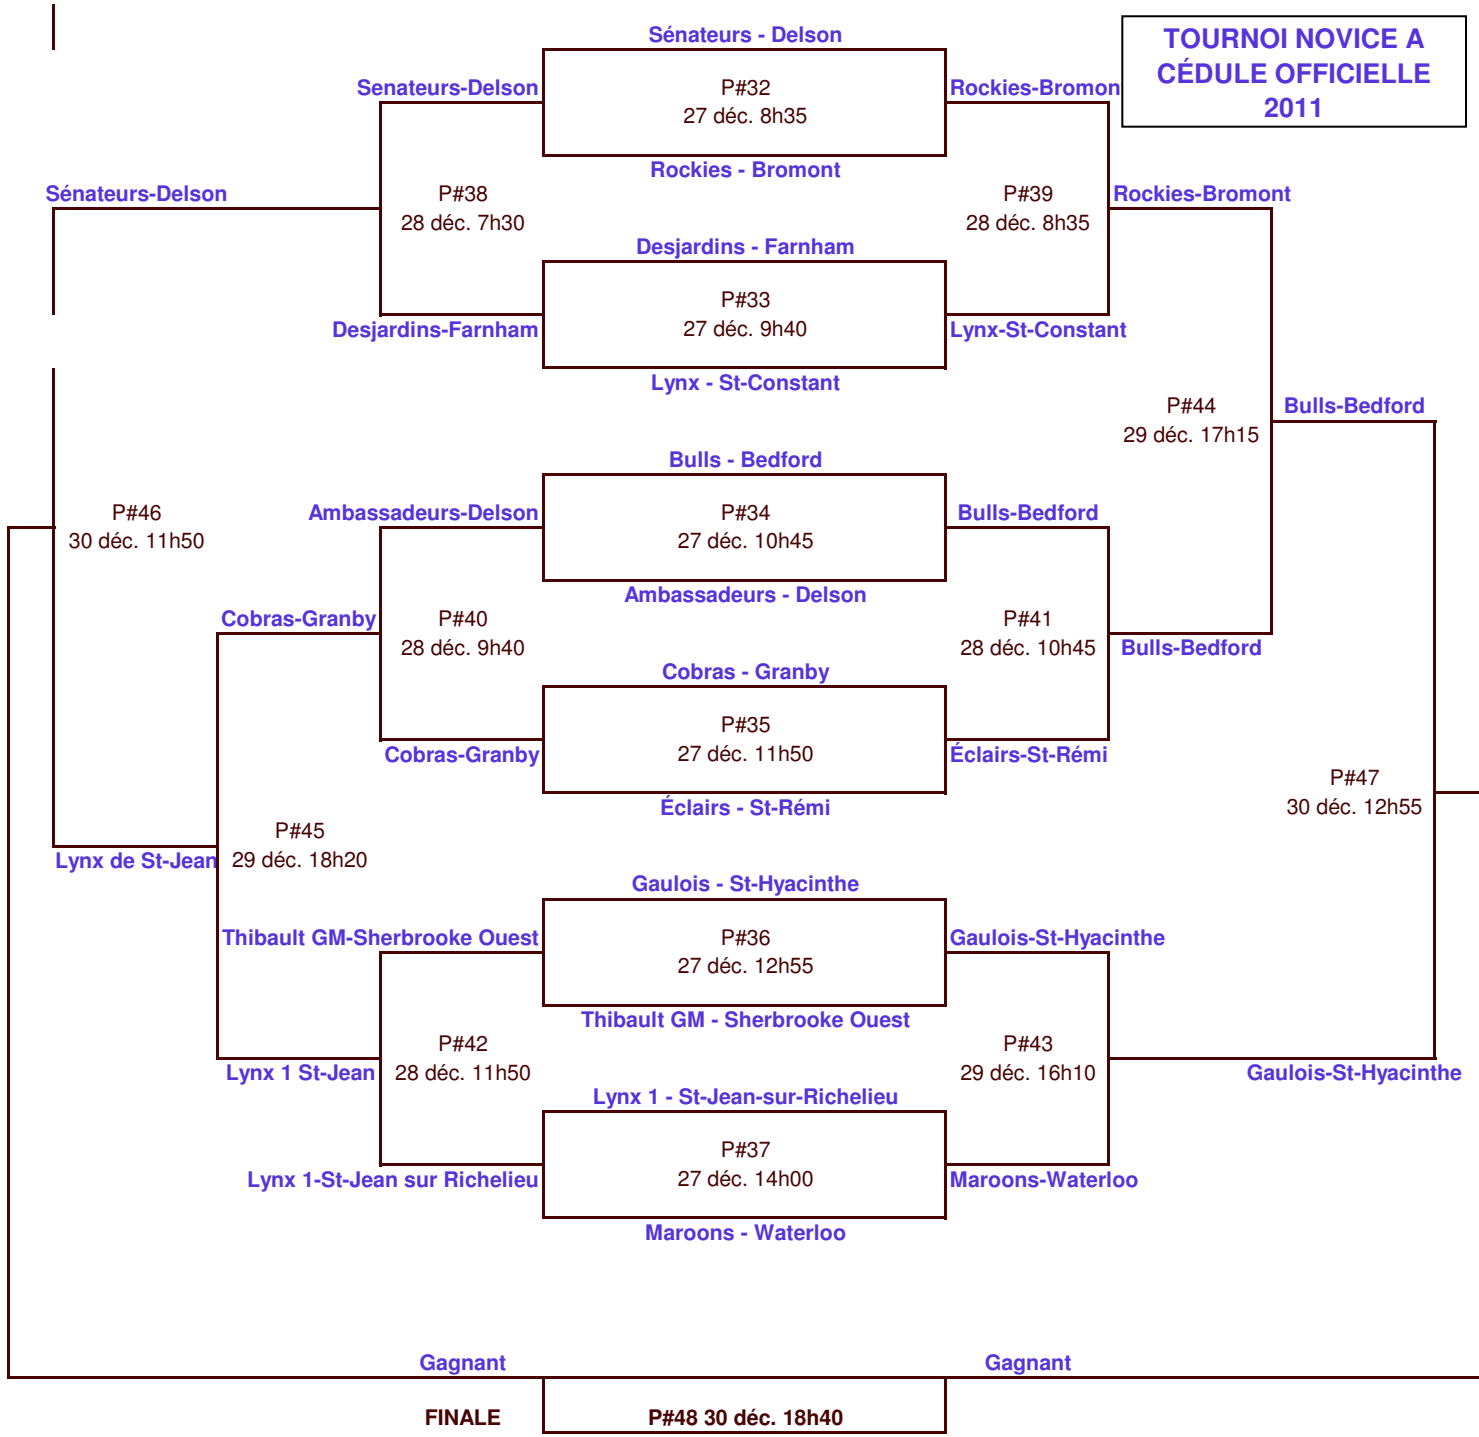 Sénateurs - Delson
TOURNOI NOVICE A
CÉDULE OFFICIELLE
2011
Senateurs-Delson
P#32
27 déc. 8h35
Rockies-Bromon
Rockies - Bromont
Sénateurs-Delson
P#38
28 déc. 7h30
P#39
28 déc. 8h35
Rockies-Bromont
Desjardins - Farnham
P#33
27 déc. 9h40
Desjardins-Farnham
Lynx-St-Constant
Lynx - St-Constant
P#44
29 déc. 17h15
Bulls-Bedford
Bulls - Bedford
P#46
30 déc. 11h50
Ambassadeurs-Delson
P#34
27 déc. 10h45
Bulls-Bedford
Ambassadeurs - Delson
Cobras-Granby
P#40
28 déc. 9h40
P#41
28 déc. 10h45
Bulls-Bedford
Cobras - Granby
P#35
27 déc. 11h50
Cobras-Granby
Éclairs-St-Rémi
Éclairs - St-Rémi
P#47
30 déc. 12h55
P#45
29 déc. 18h20
Lynx de St-Jean
Gaulois - St-Hyacinthe
Thibault GM-Sherbrooke Ouest
P#36
27 déc. 12h55
Gaulois-St-Hyacinthe
Thibault GM - Sherbrooke Ouest
P#42
28 déc. 11h50
Lynx 1 St-Jean
P#43
29 déc. 16h10
Gaulois-St-Hyacinthe
Lynx 1 - St-Jean-sur-Richelieu
P#37
27 déc. 14h00
Lynx 1-St-Jean sur Richelieu
Maroons-Waterloo
Maroons - Waterloo
Gagnant
Gagnant
FINALE
P#48 30 déc. 18h40